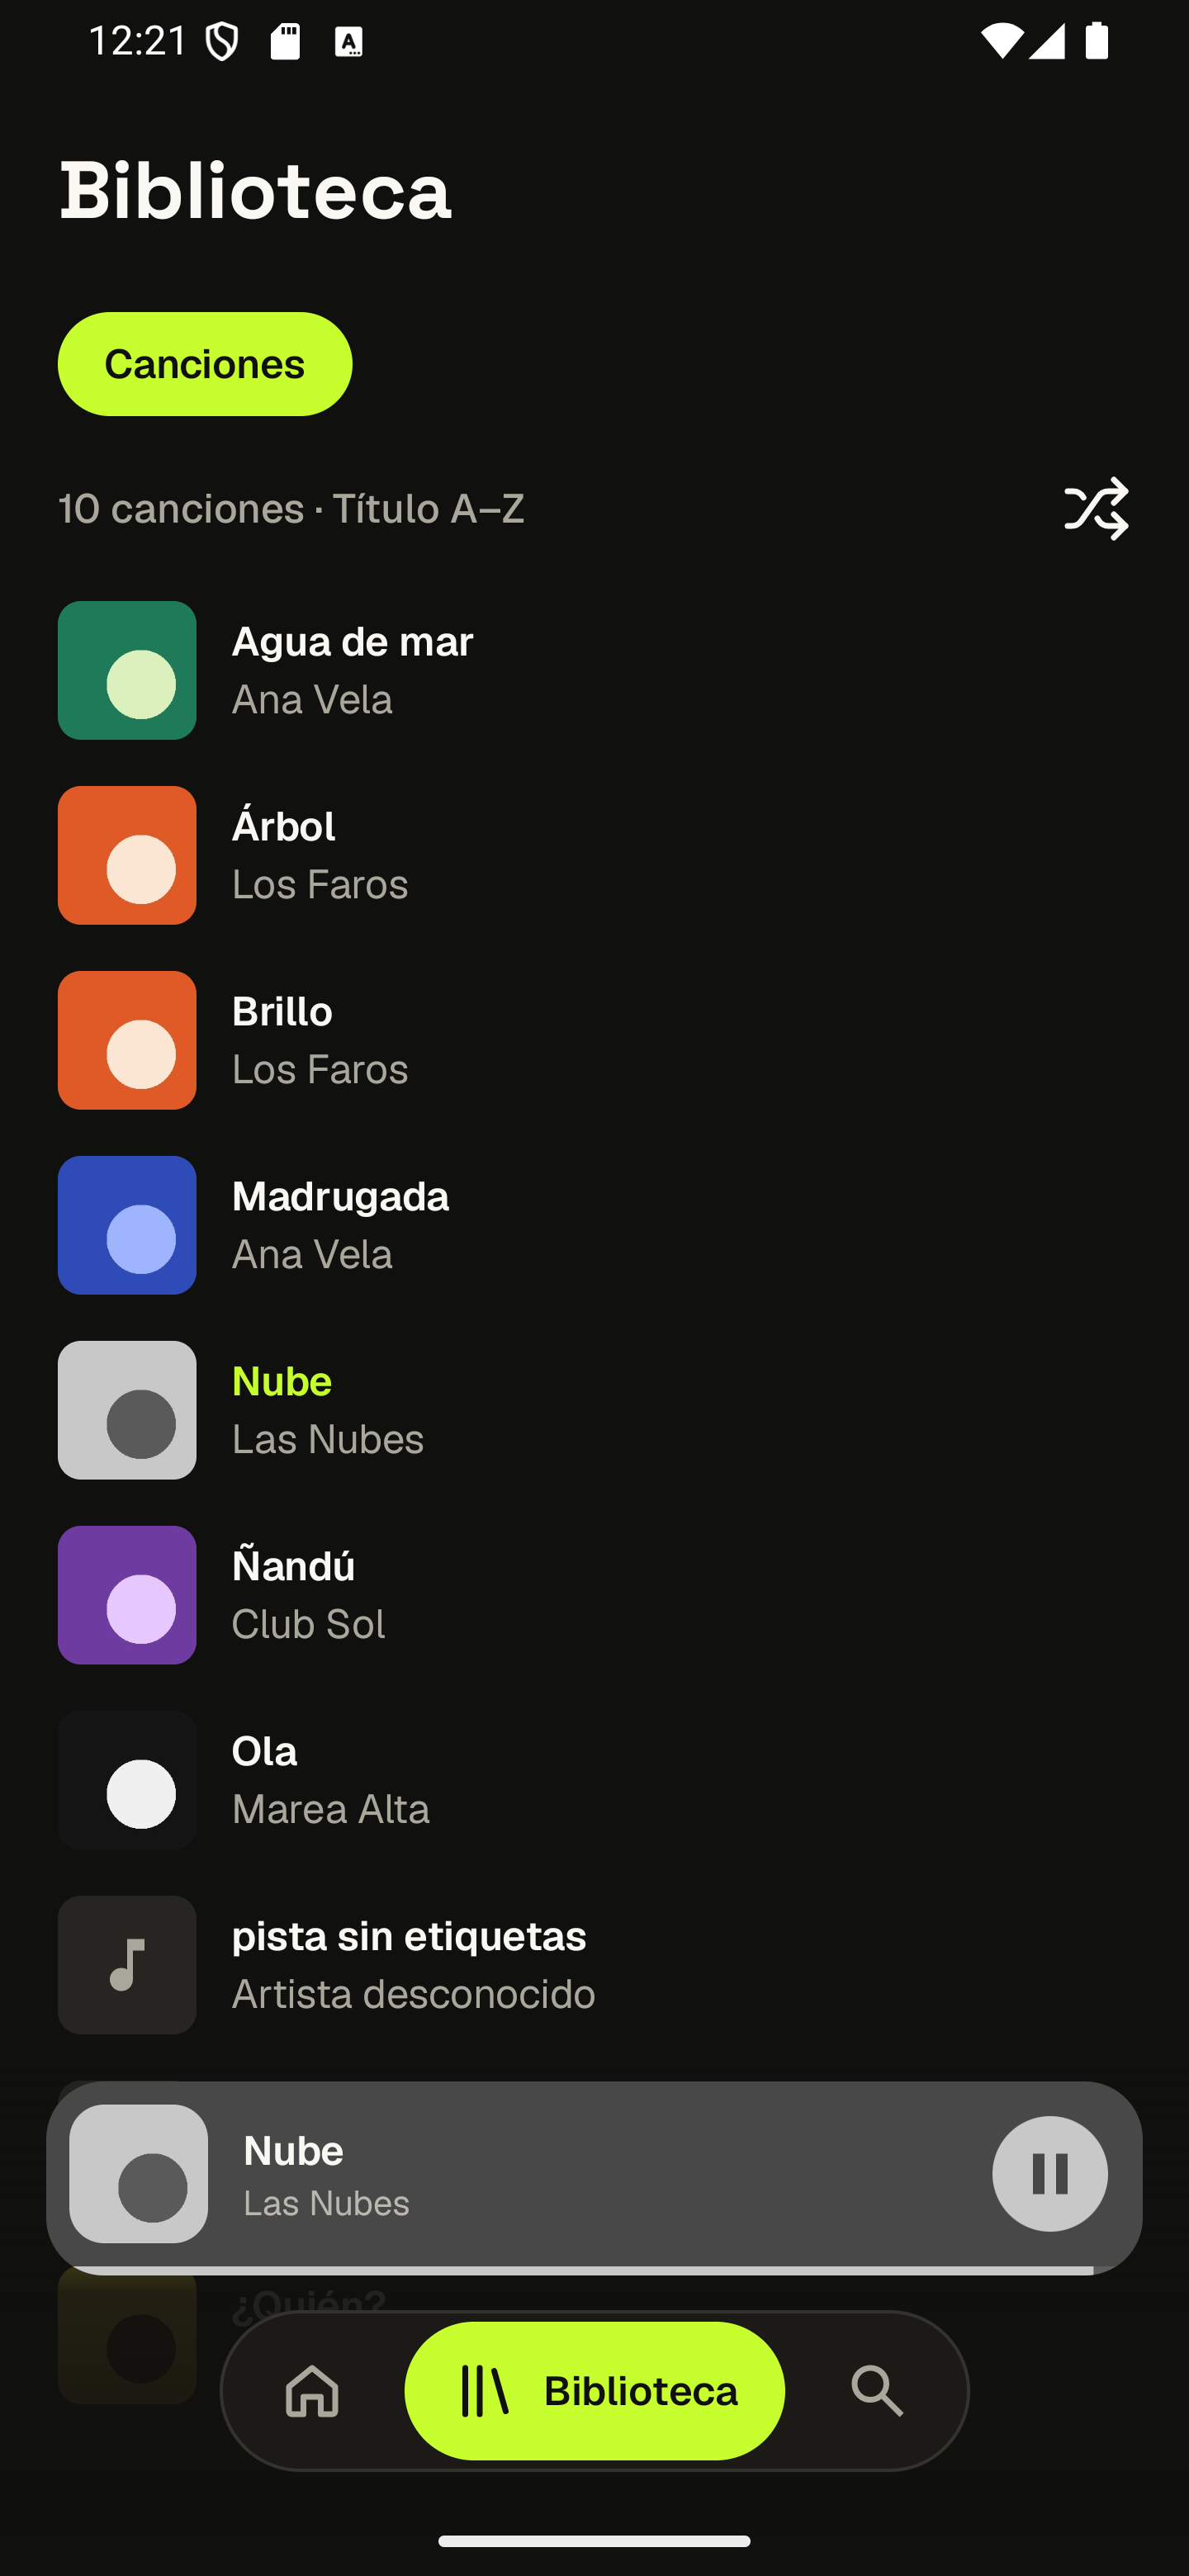 12:21
Biblioteca
Canciones
10 canciones · Título A–Z
Agua de mar
Ana Vela
Árbol
Los Faros
Brillo
Los Faros
Madrugada
Ana Vela
Nube
Las Nubes
Ñandú
Club Sol
Ola
Marea Alta
pista sin etiquetas
Artista desconocido
Nube
Las Nubes
¿Quién?
Biblioteca